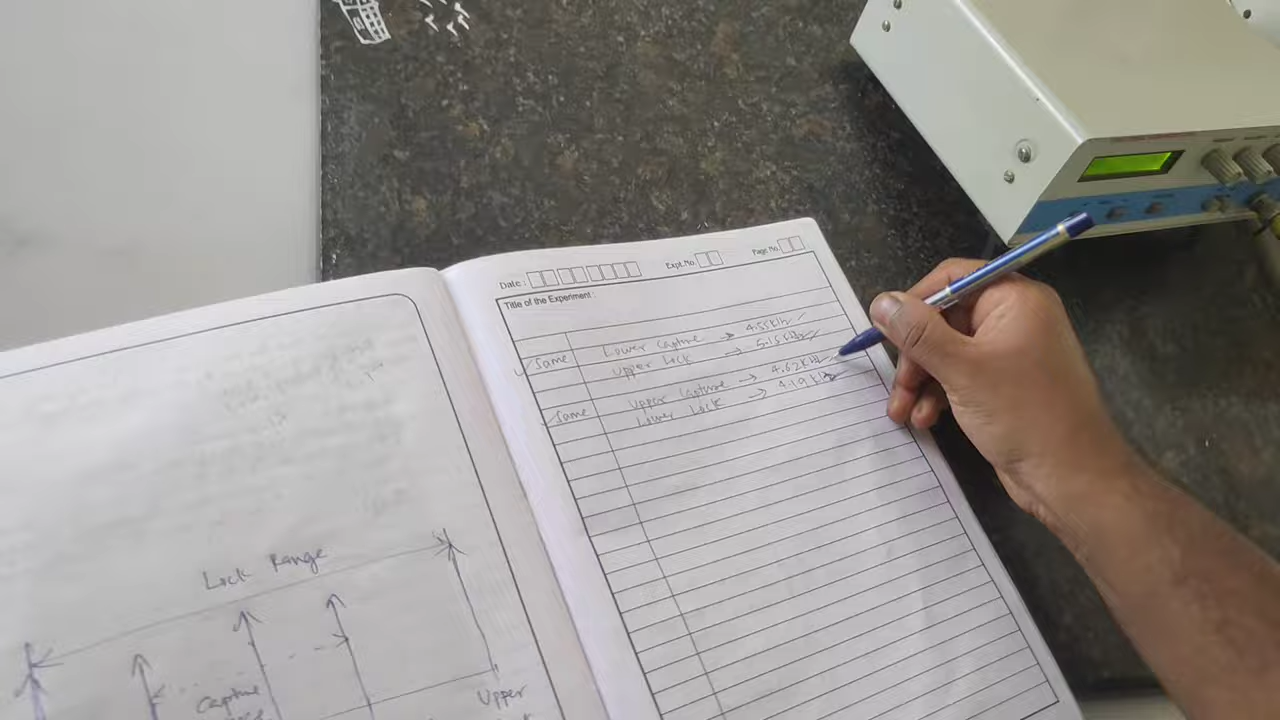 Lock Range
Capture
Upper
Date :
Expt.No.
Page No.
Title of the Experiment :
Same
Lower Capture → 4.55kHz
Upper Lock → 5.15kHz
Same
Upper Capture → 4.62kHz
Lower Lock → 4.19kHz